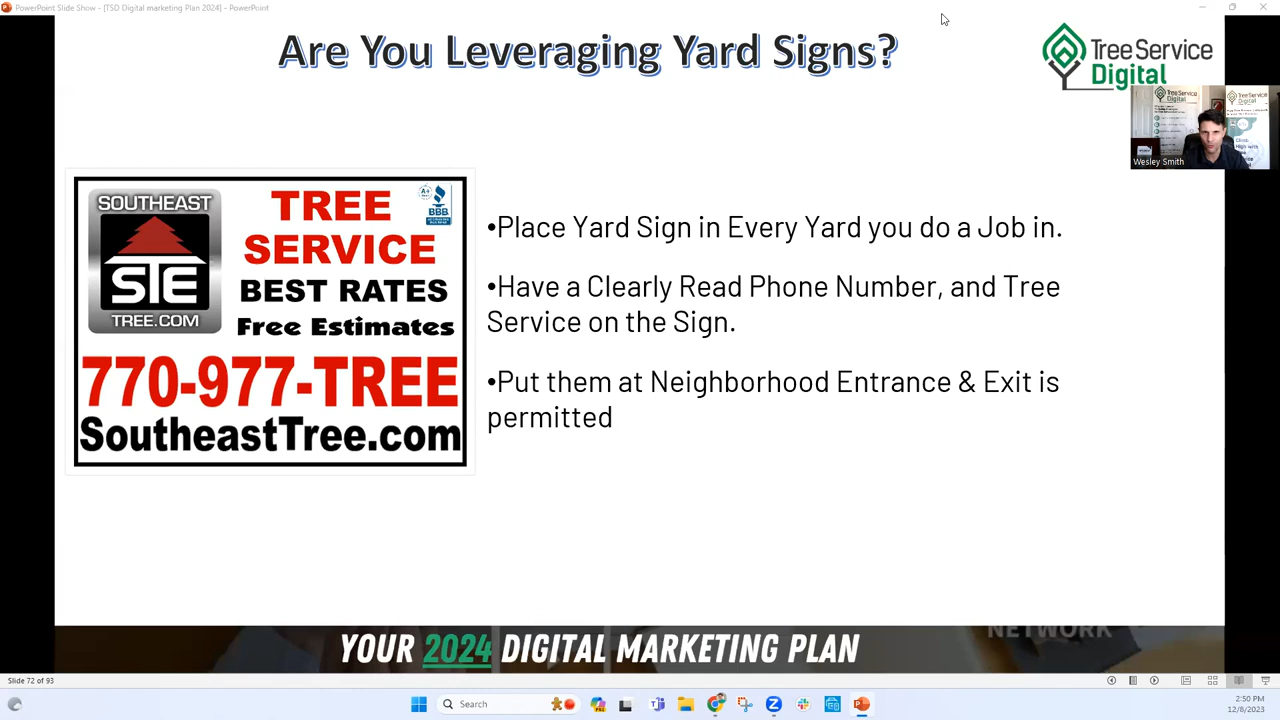 PowerPoint Slide Show - [TSD Digital marketing Plan 2024] - PowerPoint
Are You Leveraging Yard Signs?
Tree Service
Digital
Tree Service
Digital
Wesley Smith
SOUTHEAST
STE
TREE.COM
TREE
SERVICE
A+
BBB
BEST RATES
Free Estimates
770-977-TREE
SoutheastTree.com
•Place Yard Sign in Every Yard you do a Job in.
•Have a Clearly Read Phone Number, and Tree
Service on the Sign.
•Put them at Neighborhood Entrance & Exit is
permitted
NETWORK
YOUR 2024 DIGITAL MARKETING PLAN
Slide 72 of 93
Search
2:50 PM
12/8/2023